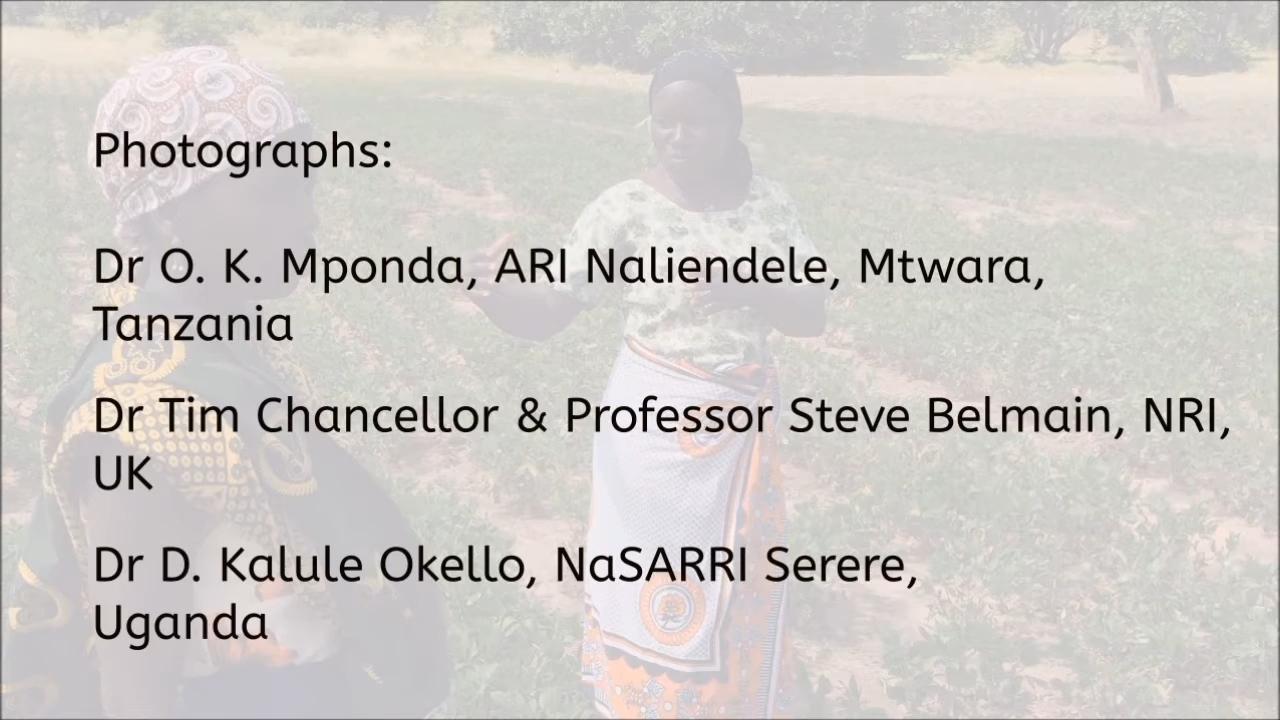 Photographs:
Dr O. K. Mponda, ARI Naliendele, Mtwara,
Tanzania
Dr Tim Chancellor & Professor Steve Belmain, NRI,
UK
Dr D. Kalule Okello, NaSARRI Serere,
Uganda